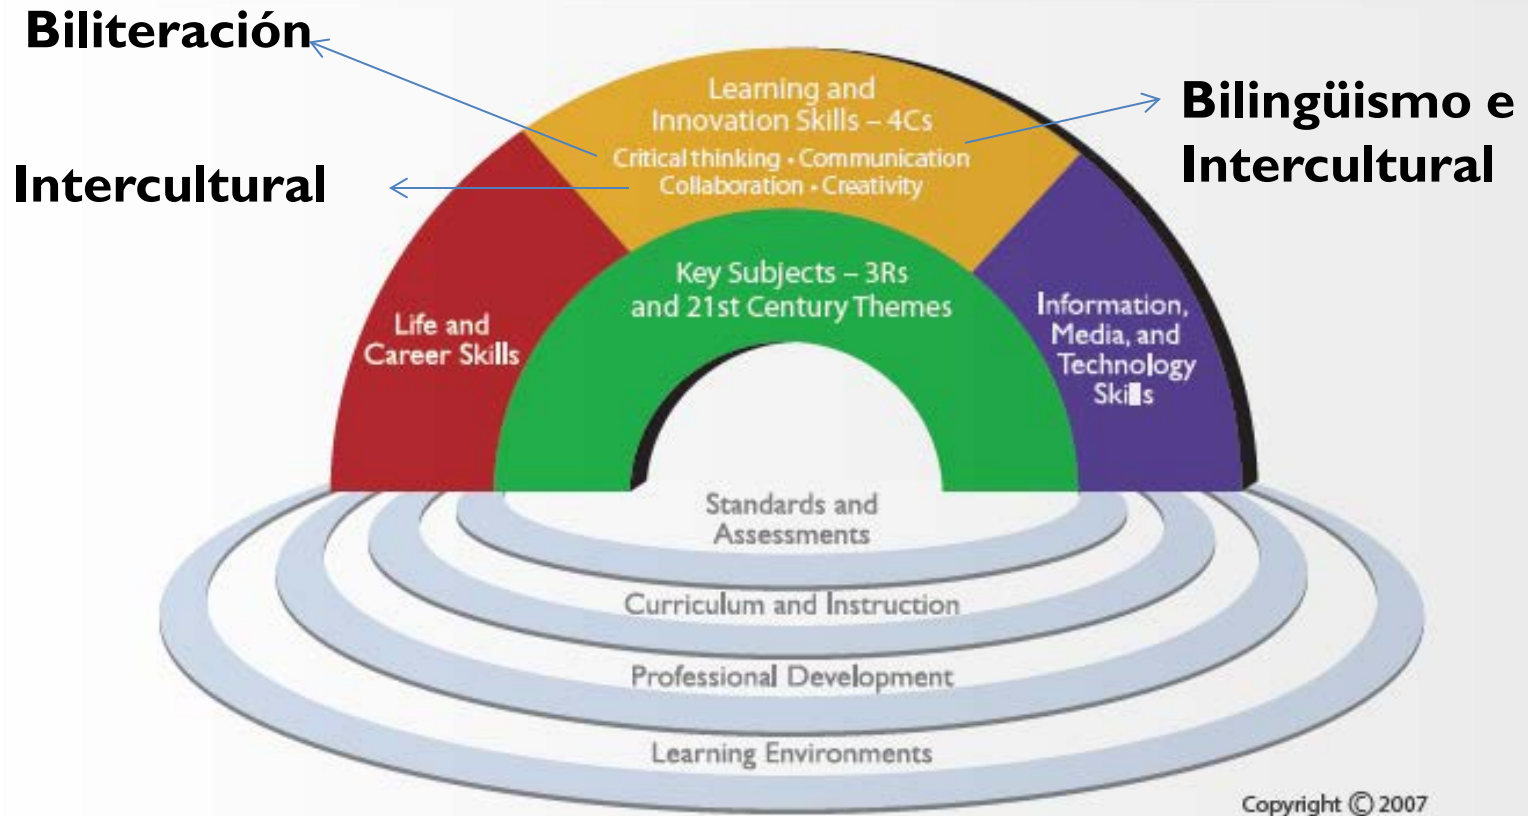 Biliteración
Intercultural
Bilingüismo e
Intercultural
Learning and
Innovation Skills – 4Cs
Critical thinking • Communication
Collaboration • Creativity
Key Subjects – 3Rs
and 21st Century Themes
Life and
Career Skills
Information,
Media, and
Technology
Skills
Standards and
Assessments
Curriculum and Instruction
Professional Development
Learning Environments
Copyright © 2007